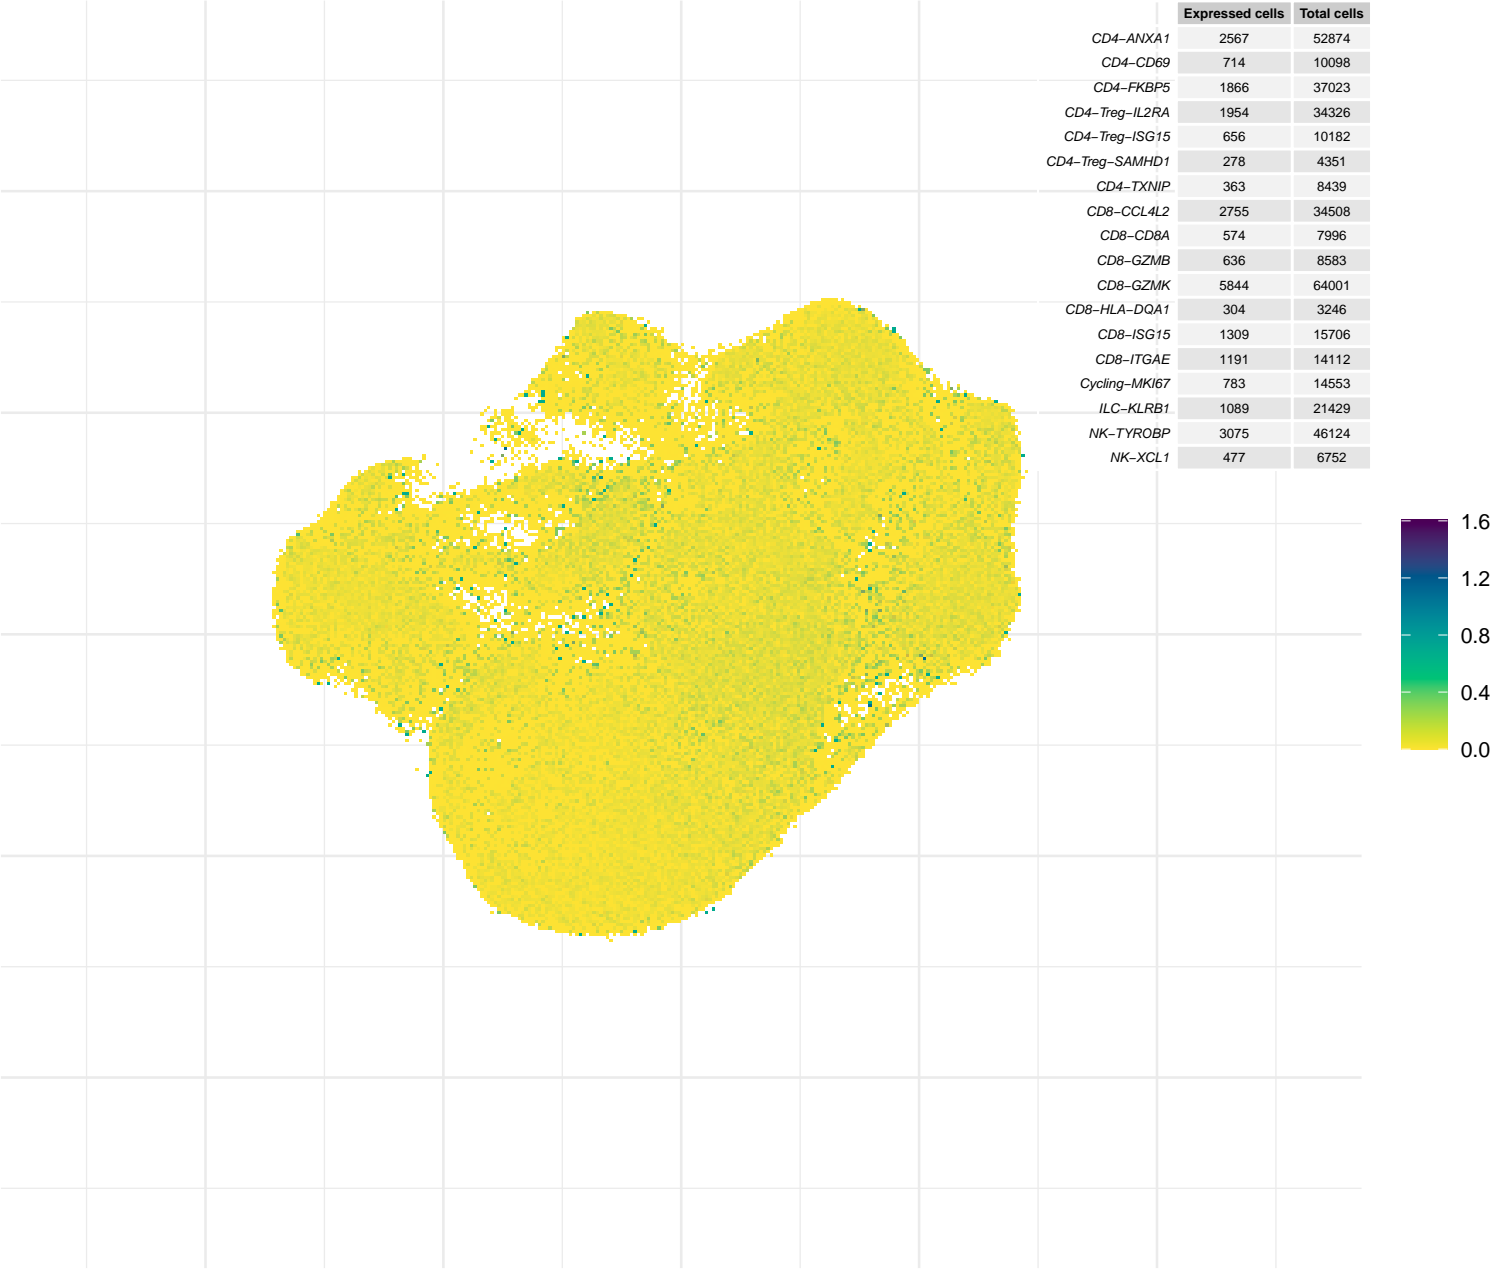 Expressed cells Total cells
CD4−ANXA1 2567 52874
CD4−CD69 714 10098
CD4−FKBP5 1866 37023
CD4−Treg−IL2RA 1954 34326
CD4−Treg−ISG15 656 10182
CD4−Treg−SAMHD1 278 4351
CD4−TXNIP 363 8439
CD8−CCL4L2 2755 34508
CD8−CD8A 574 7996
CD8−GZMB 636 8583
CD8−GZMK 5844 64001
CD8−HLA−DQA1 304 3246
CD8−ISG15 1309 15706
CD8−ITGAE 1191 14112
Cycling−MKI67 783 14553
ILC−KLRB1 1089 21429
NK−TYROBP 3075 46124
NK−XCL1 477 6752
1.6
1.2
0.8
0.4
0.0